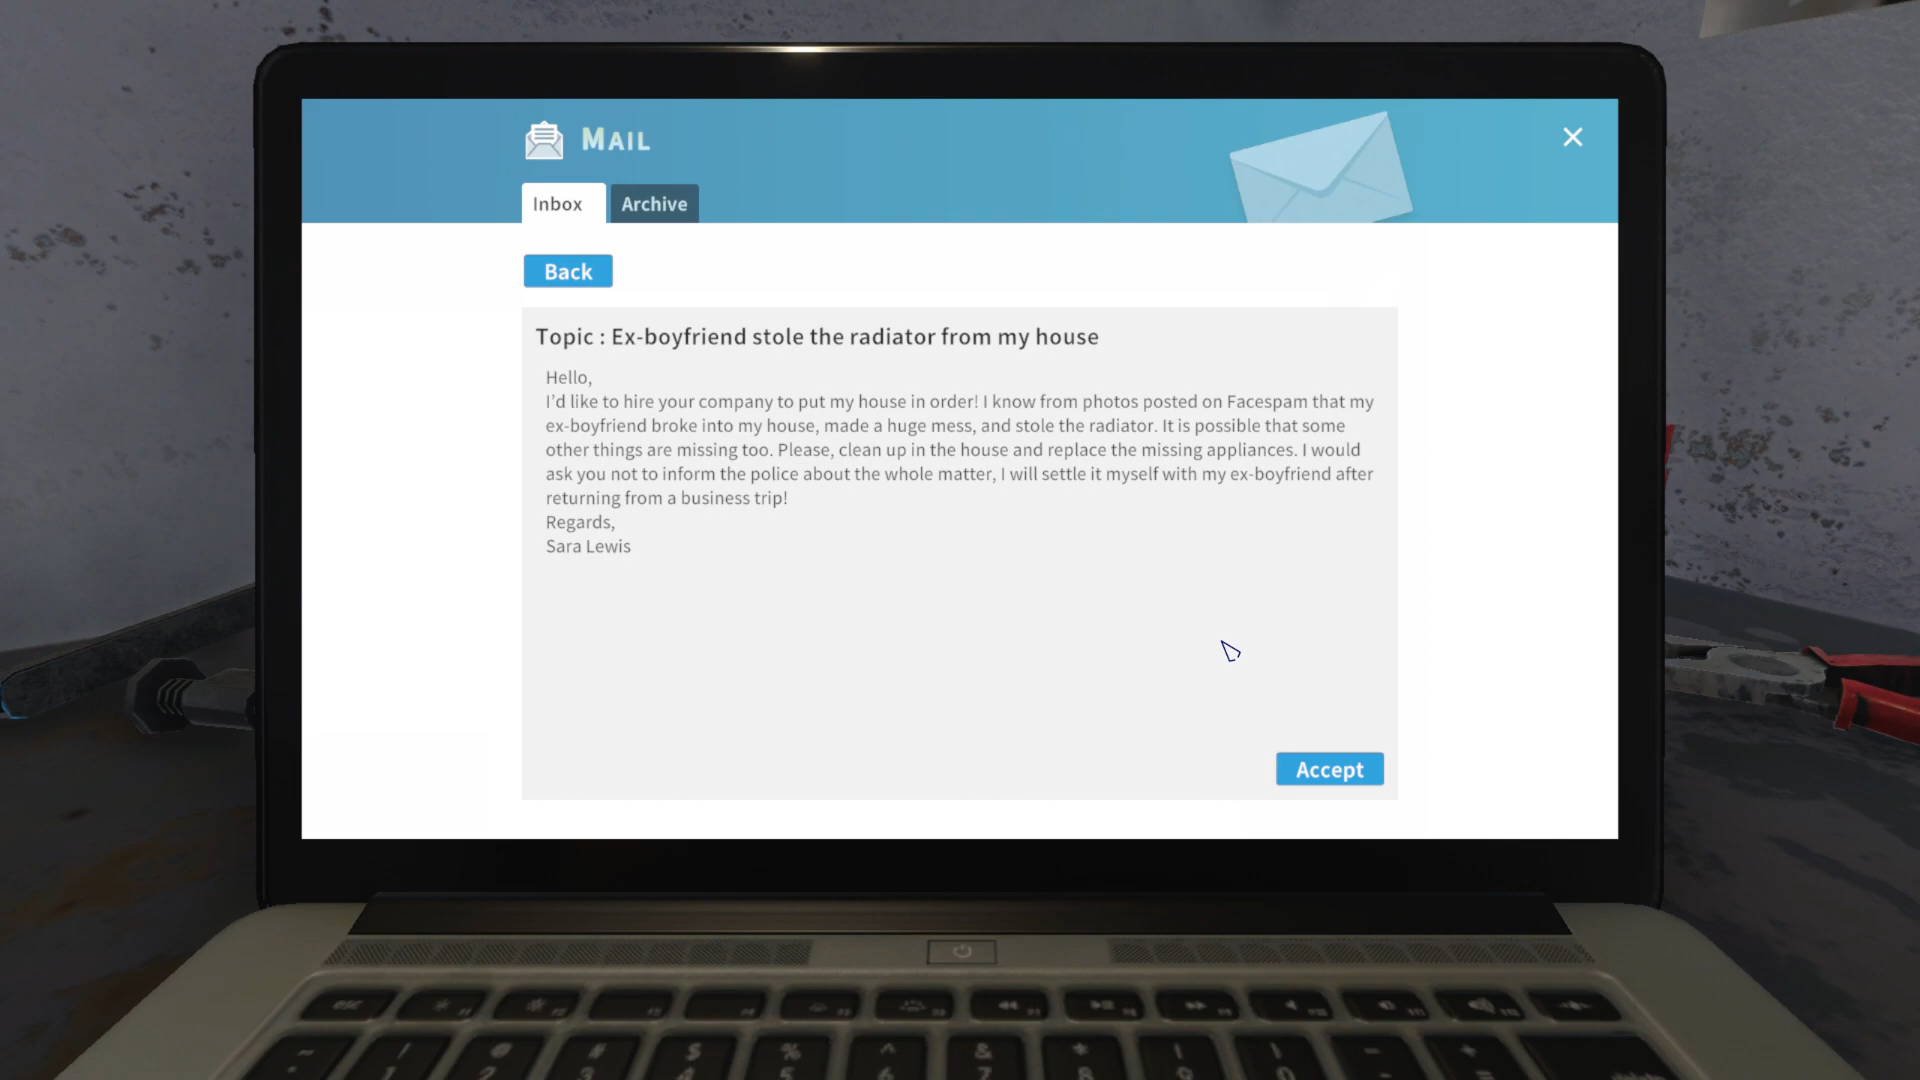 MAIL
Inbox
Archive
Back
Topic : Ex-boyfriend stole the radiator from my house
Hello,
I'd like to hire your company to put my house in order! I know from photos posted on Facespam that my
ex-boyfriend broke into my house, made a huge mess, and stole the radiator. It is possible that some
other things are missing too. Please, clean up in the house and replace the missing appliances. I would
ask you not to inform the police about the whole matter, I will settle it myself with my ex-boyfriend after
returning from a business trip!
Regards,
Sara Lewis
Accept
esc